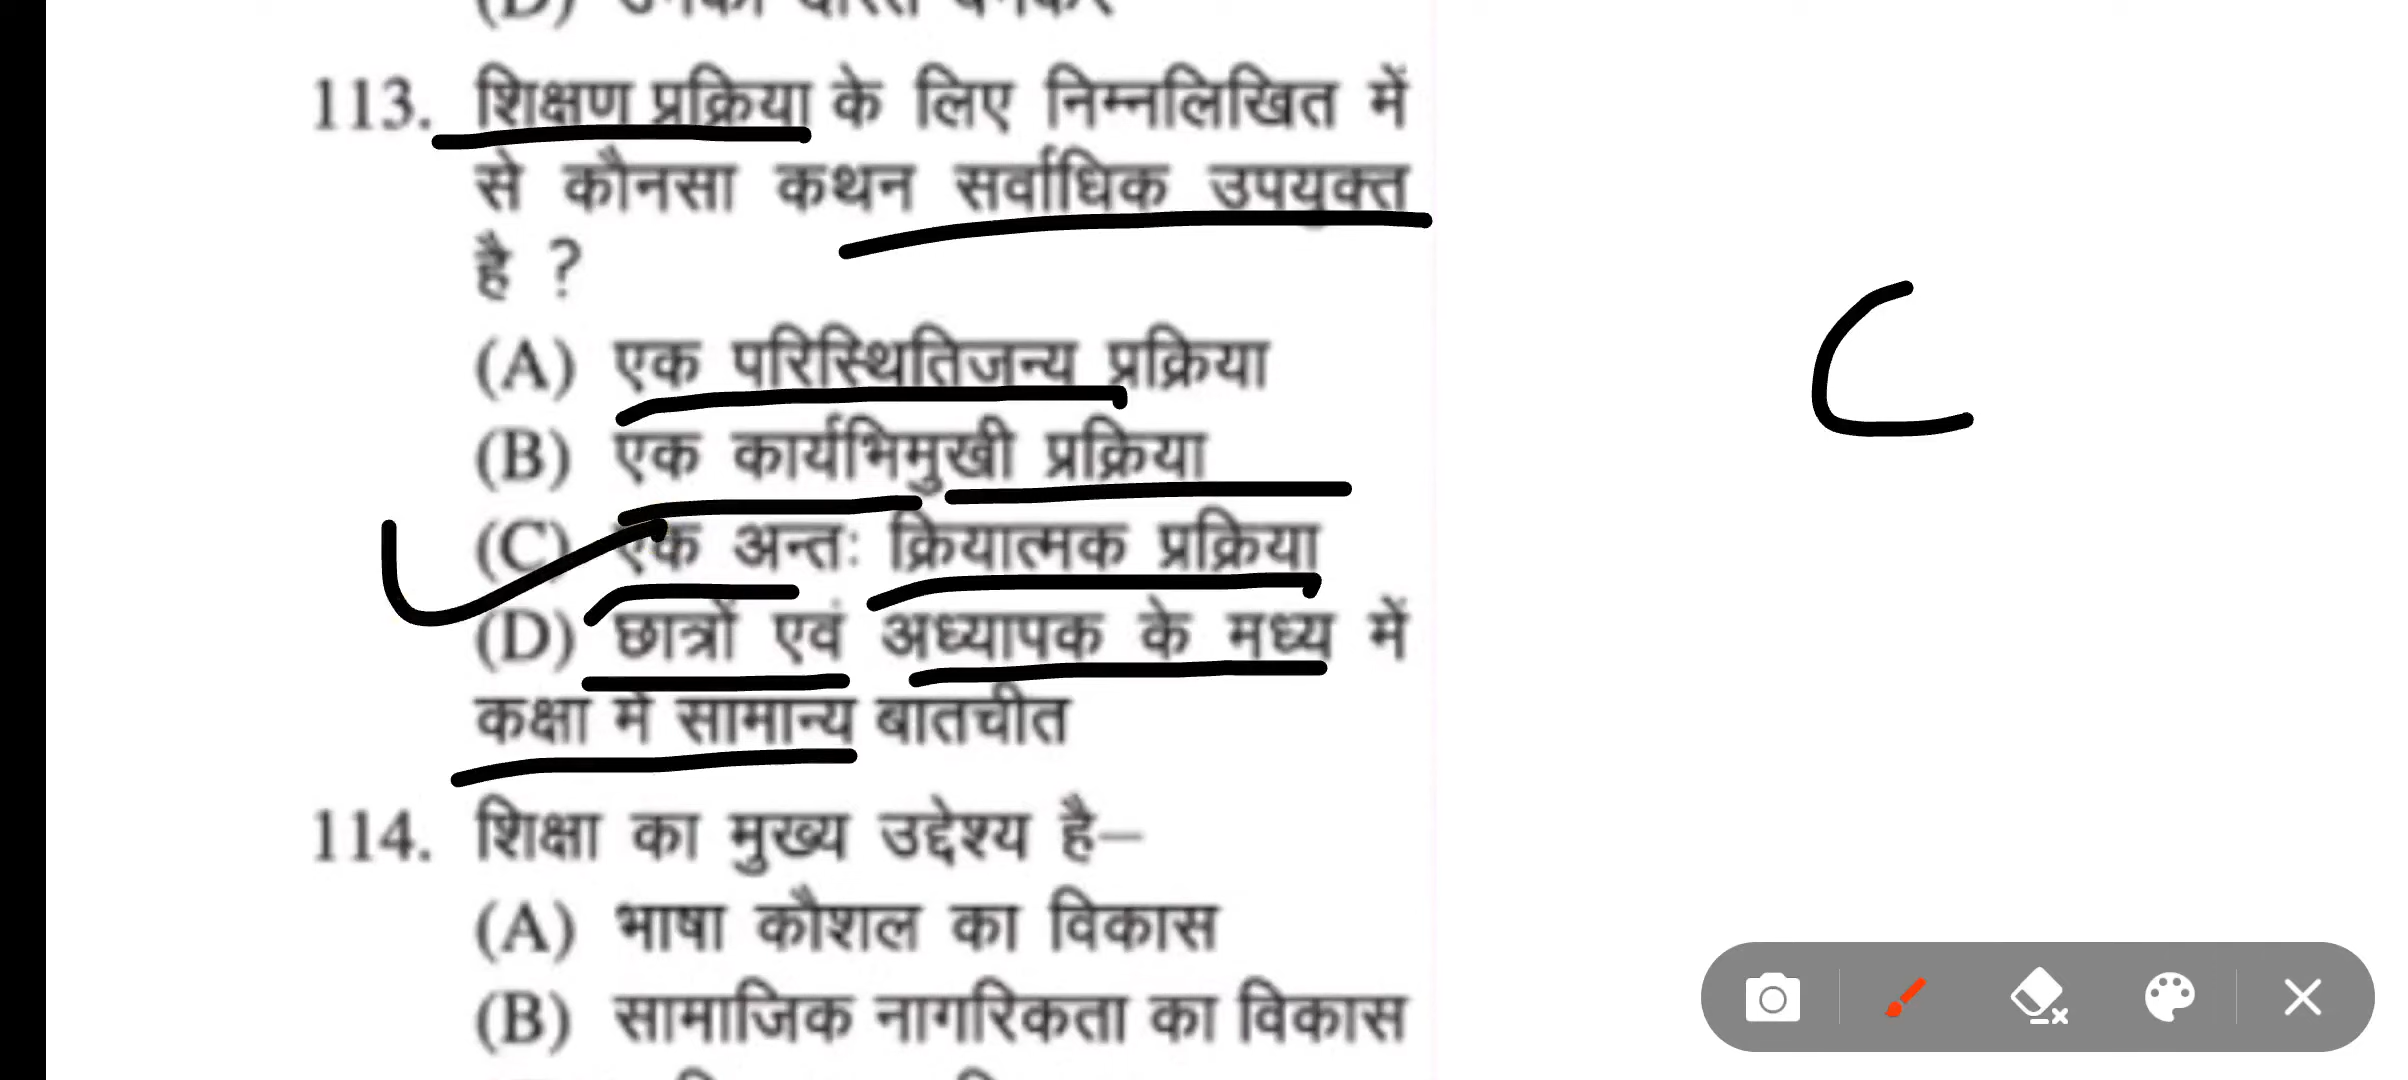 113. शिक्षण प्रक्रिया के लिए निम्नलिखित में
से कौनसा कथन सर्वाधिक उपयुक्त
है ?
(A) एक परिस्थितिजन्य प्रक्रिया
(B) एक कार्यभिमुखी प्रक्रिया
(C) एक अन्तः क्रियात्मक प्रक्रिया
(D) छात्रों एवं अध्यापक के मध्य में
कक्षा में सामान्य बातचीत
114. शिक्षा का मुख्य उद्देश्य है–
(A) भाषा कौशल का विकास
(B) सामाजिक नागरिकता का विकास
C